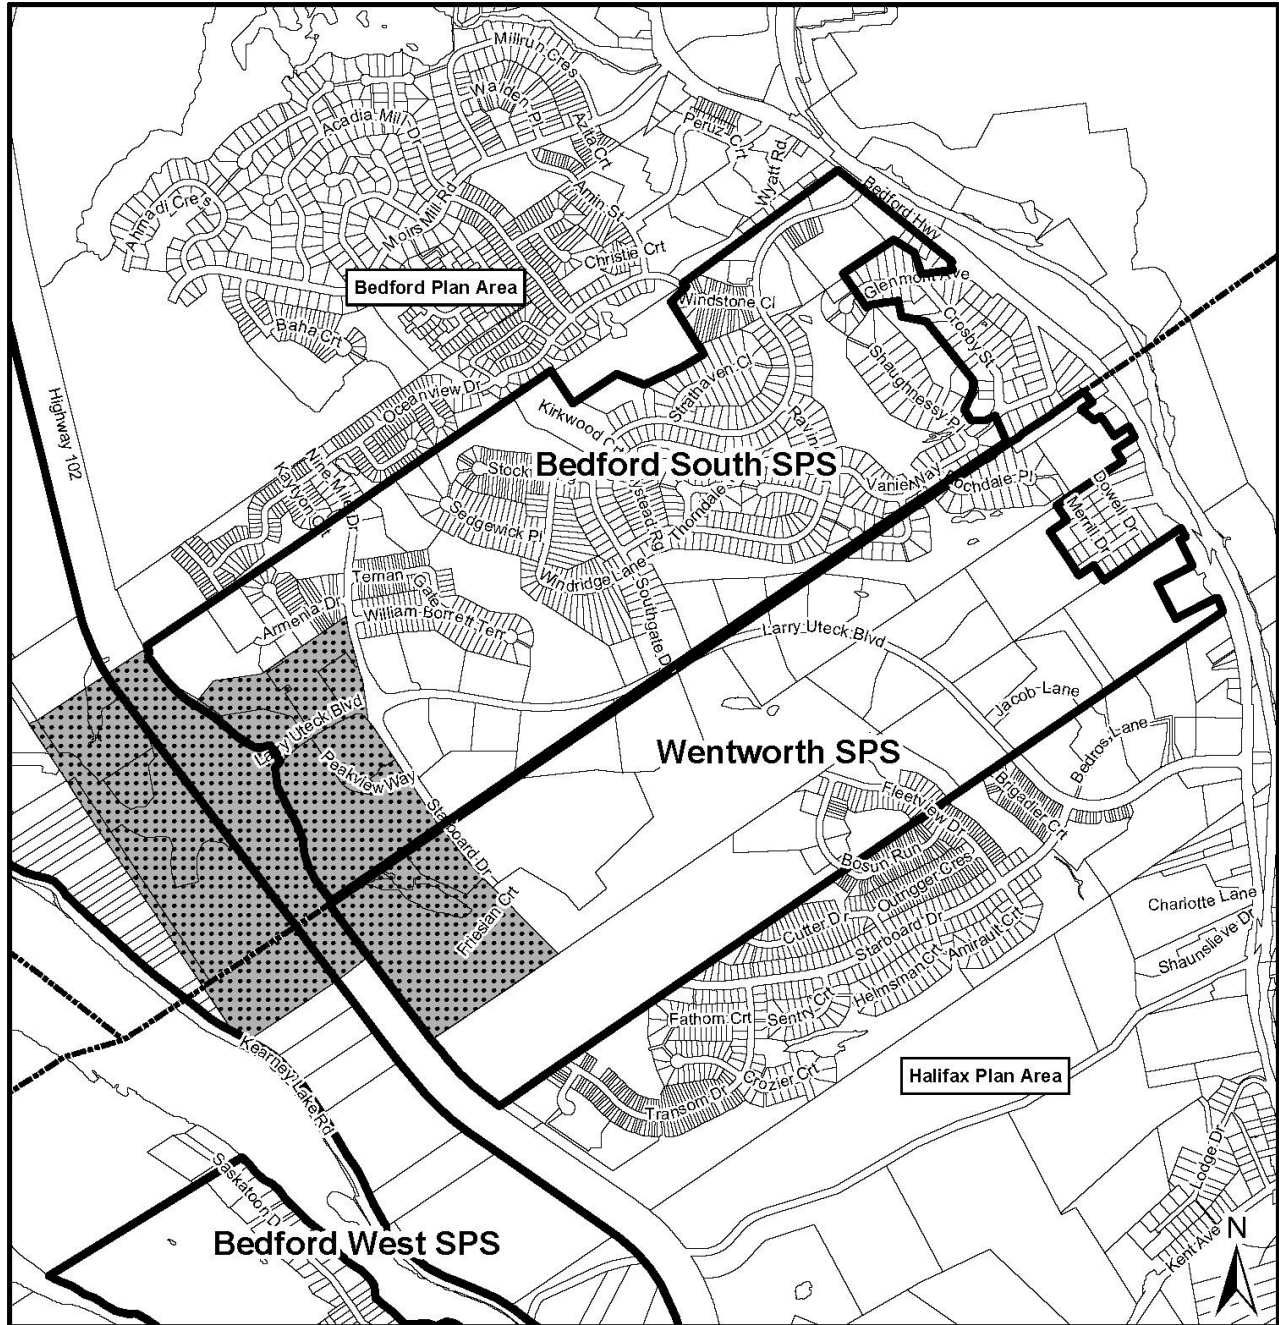 Millrun Cres
Walden Pl
Azita Crt
Acadia Mill Dr
Peruz Crt
Wyatt Rd
Amin St
Ahmadi Cres
Moirs Mill Rd
Bedford Hwy
Christie Crt
Bedford Plan Area
Glenmont Ave
Windstone Cl
Baha Crt
Crosby St
Highway 102
Oceanview Dr
Strathaven Cl
Shaughnessy Pl
Kirkwood Crt
Nine Mile Dr
Bedford South SPS
Vanier Way
Rochdale Pl
Thorndale
Sedgewick Pl
Dowell Dr
Merrill Dr
Windridge Lane
Ternan
Gate
Armenia Dr
William Borrett Terr
Southgate Dr
Larry Uteck Blvd
Jacob Lane
Larry Uteck Blvd
Wentworth SPS
Bedros Lane
Peakview Way
Starboard Dr
Fleetview Dr
Brigadier Crt
Bosun Run
Outrigger Cres
Friesian Crt
Cutter Dr
Starboard Dr
Charlotte Lane
Amirault Crt
Helmsman Crt
Shaunslieve Dr
Sentry Crt
Fathom Crt
Kearney Lake Rd
Crozier Crt
Halifax Plan Area
Transom Dr
Lodge Dr
Saskatoon D
Bedford West SPS
N
Kent Ave